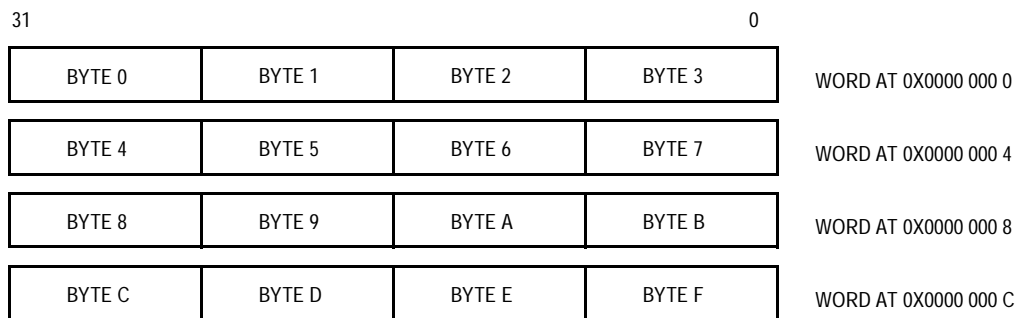 31 0
BYTE 0 BYTE 1 BYTE 2 BYTE 3 WORD AT 0X0000 000 0
BYTE 4 BYTE 5 BYTE 6 BYTE 7 WORD AT 0X0000 000 4
BYTE 8 BYTE 9 BYTE A BYTE B WORD AT 0X0000 000 8
BYTE C BYTE D BYTE E BYTE F WORD AT 0X0000 000 C